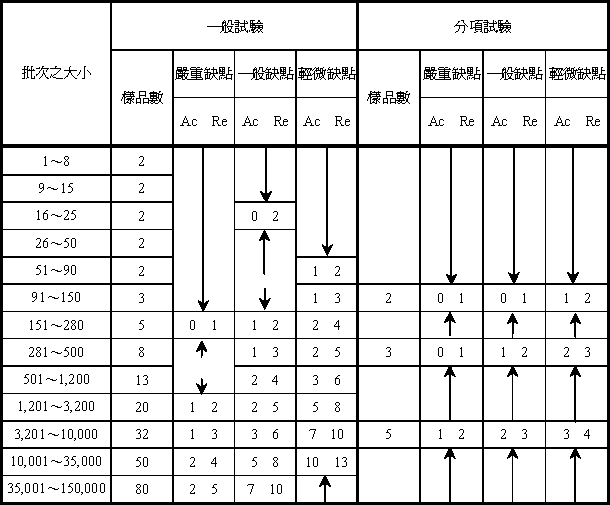 一般試驗 分項試驗
批次之大小 樣品數 嚴重缺點 一般缺點 輕微缺點 樣品數 嚴重缺點 一般缺點 輕微缺點
Ac Re Ac Re Ac Re Ac Re Ac Re Ac Re
1～8 2
9～15 2
16～25 2 0 2
26～50 2
51～90 2 1 2
91～150 3 1 3 2 0 1 0 1 1 2
151～280 5 0 1 1 2 2 4
281～500 8 1 3 2 5 3 0 1 1 2 2 3
501～1,200 13 2 4 3 6
1,201～3,200 20 1 2 2 5 5 8
3,201～10,000 32 1 3 3 6 7 10 5 1 2 2 3 3 4
10,001～35,000 50 2 4 5 8 10 13
35,001～150,000 80 2 5 7 10